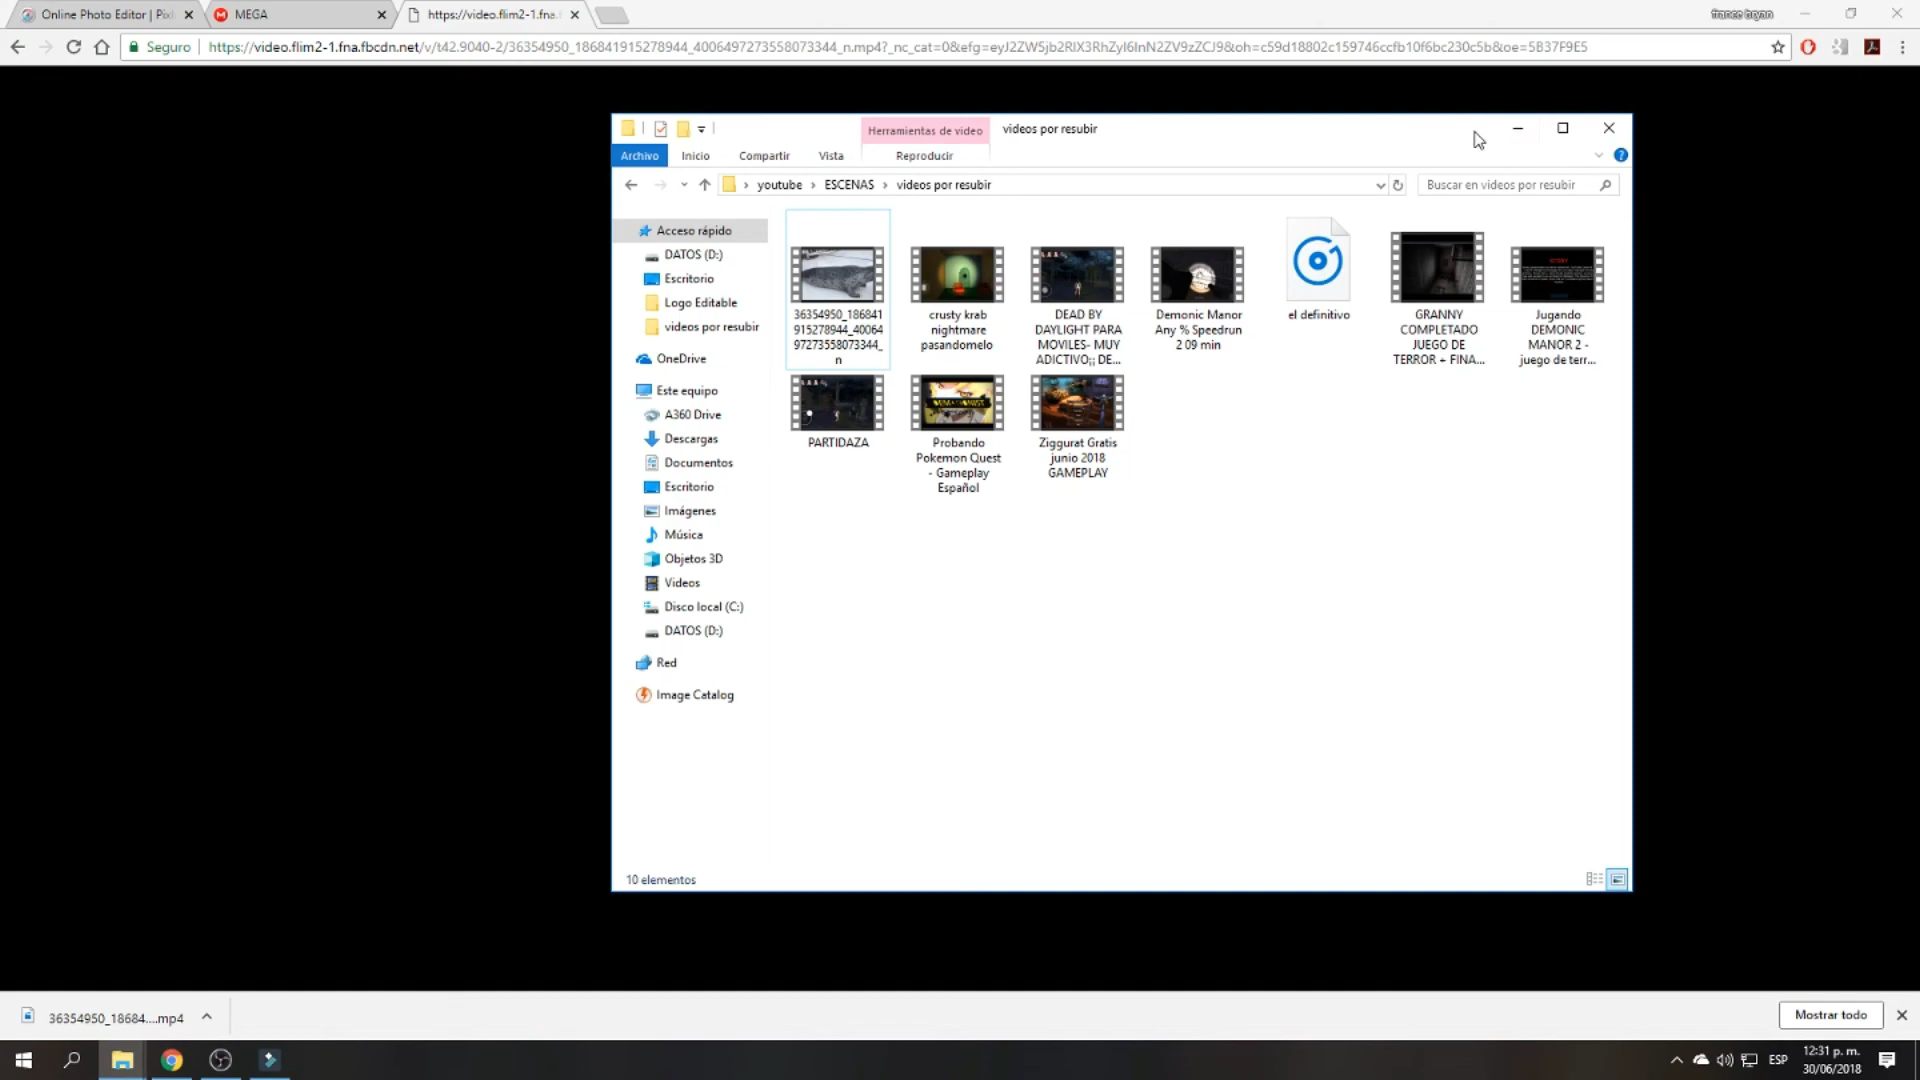 Online Photo Editor | Pixl
MEGA
https://video.flim2-1.fna.f
franco bryan
Seguro
https://video.flim2-1.fna.fbcdn.net/v/t42.9040-2/36354950_186841915278944_4006497273558073344_n.mp4?_nc_cat=0&efg=eyJ2ZW5jb2RlX3RhZyI6InN2ZV9zZCJ9&oh=c59d18802c159746ccfb10f6bc230c5b&oe=5B37F9E5
Herramientas de video
videos por resubir
Archivo
Inicio
Compartir
Vista
Reproducir
youtube > ESCENAS > videos por resubir
Buscar en videos por resubir
Acceso rápido
DATOS (D:)
Escritorio
Logo Editable
videos por resubir
OneDrive
Este equipo
A360 Drive
Descargas
Documentos
Escritorio
Imágenes
Música
Objetos 3D
Videos
Disco local (C:)
DATOS (D:)
Red
Image Catalog
36354950_186841
915278944_40064
97273558073344_
n
crusty krab
nightmare
pasandomelo
DEAD BY
DAYLIGHT PARA
MOVILES- MUY
ADICTIVO¡¡ DE...
Demonic Manor
Any % Speedrun
2 09 min
el definitivo
GRANNY
COMPLETADO
JUEGO DE
TERROR + FINA...
Jugando
DEMONIC
MANOR 2 -
juego de terr...
PARTIDAZA
Probando
Pokemon Quest
- Gameplay
Español
Ziggurat Gratis
junio 2018
GAMEPLAY
10 elementos
36354950_18684....mp4
Mostrar todo
ESP
12:31 p. m.
30/06/2018